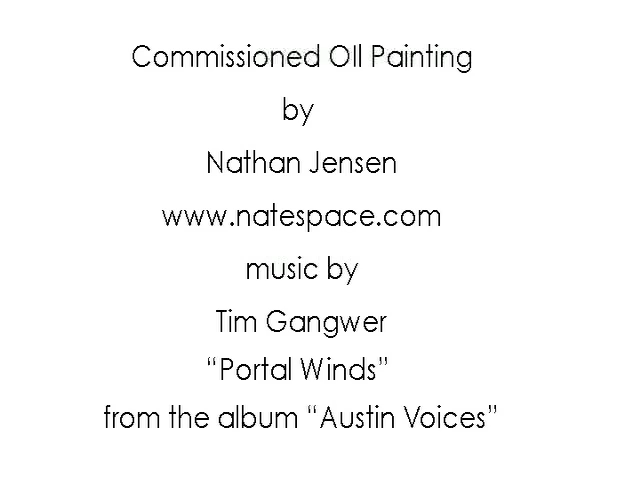 Commissioned OIl Painting
by
Nathan Jensen
www.natespace.com
music by
Tim Gangwer
“Portal Winds”
from the album “Austin Voices”